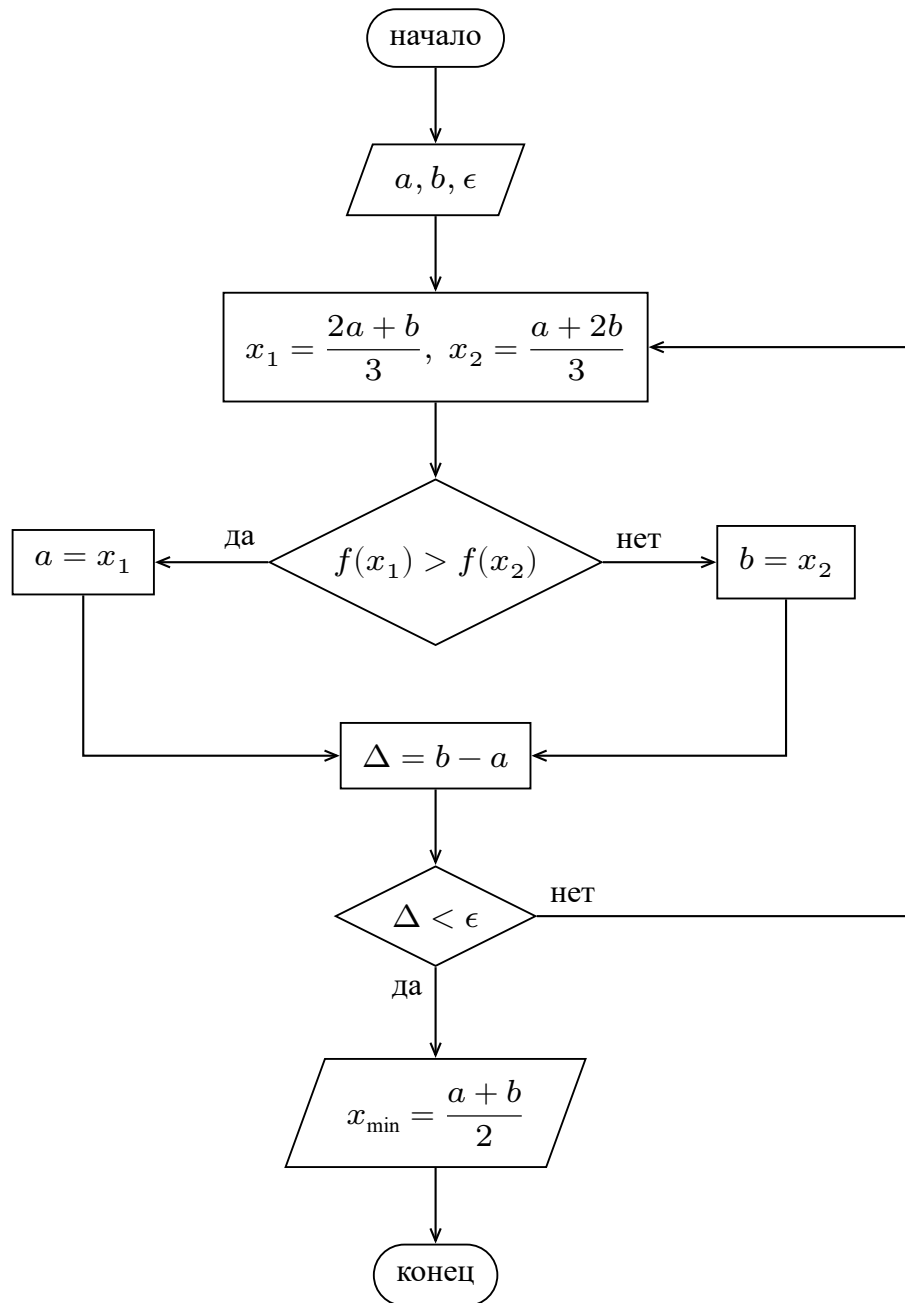 начало
a, b, ϵ
x₁ = (2a + b)/3, x₂ = (a + 2b)/3
да
нет
a = x₁
f(x₁) > f(x₂)
b = x₂
Δ = b − a
нет
Δ < ϵ
да
x_min = (a + b)/2
конец